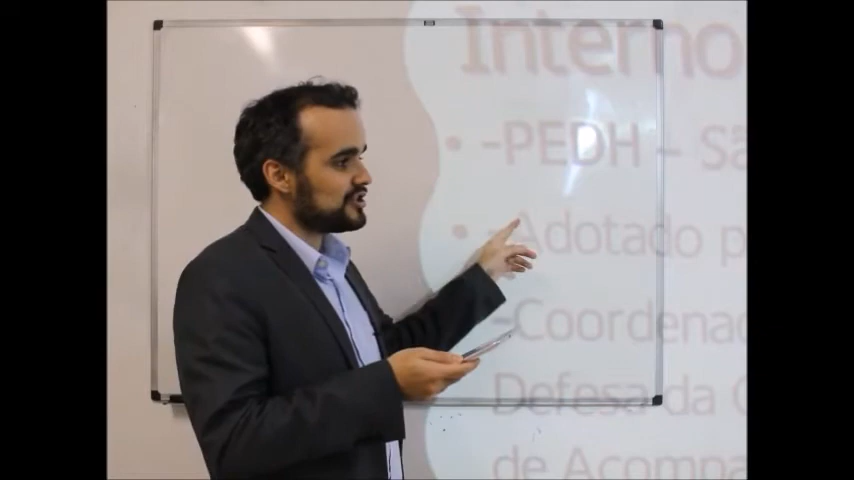 Interno
• -PEDH - Sã
• -Adotado p
-Coordena
Defesa da C
de Acompa